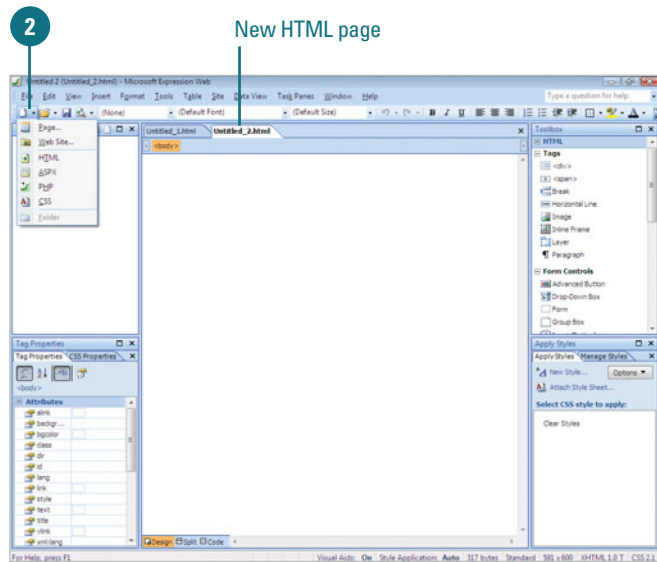 2
New HTML page
Untitled 2 (Untitled_2.html) - Microsoft Expression Web
File Edit View Insert Format Tools Table Site Data View Task Panes Window Help
Type a question for help
(None) (Default Font) (Default Size) B I U A
Page...
Web Site...
HTML
ASPX
PHP
CSS
Folder
Untitled_1.html Untitled_2.html
<body>
Toolbox
HTML
Tags
<div>
<span>
Break
Horizontal Line
Image
Inline Frame
Layer
Paragraph
Form Controls
Advanced Button
Drop-Down Box
Form
Group Box
Tag Properties
Tag Properties CSS Properties
<body>
Attributes
alink
backgr...
bgcolor
class
dir
id
lang
link
style
text
title
vlink
xml:lang
Apply Styles
Apply Styles Manage Styles
New Style... Options
Attach Style Sheet...
Select CSS style to apply:
Clear Styles
Design Split Code
For Help, press F1
Visual Aids: On Style Application: Auto 317 bytes Standard 591 x 600 XHTML 1.0 T CSS 2.1